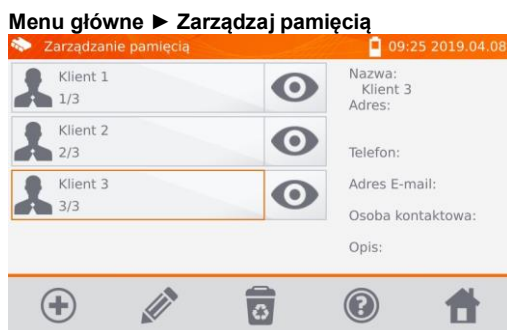 Menu główne ► Zarządzaj pamięcią
Zarządzanie pamięcią
09:25 2019.04.08
Klient 1
1/3
Klient 2
2/3
Klient 3
3/3
Nazwa:
Klient 3
Adres:
Telefon:
Adres E-mail:
Osoba kontaktowa:
Opis: